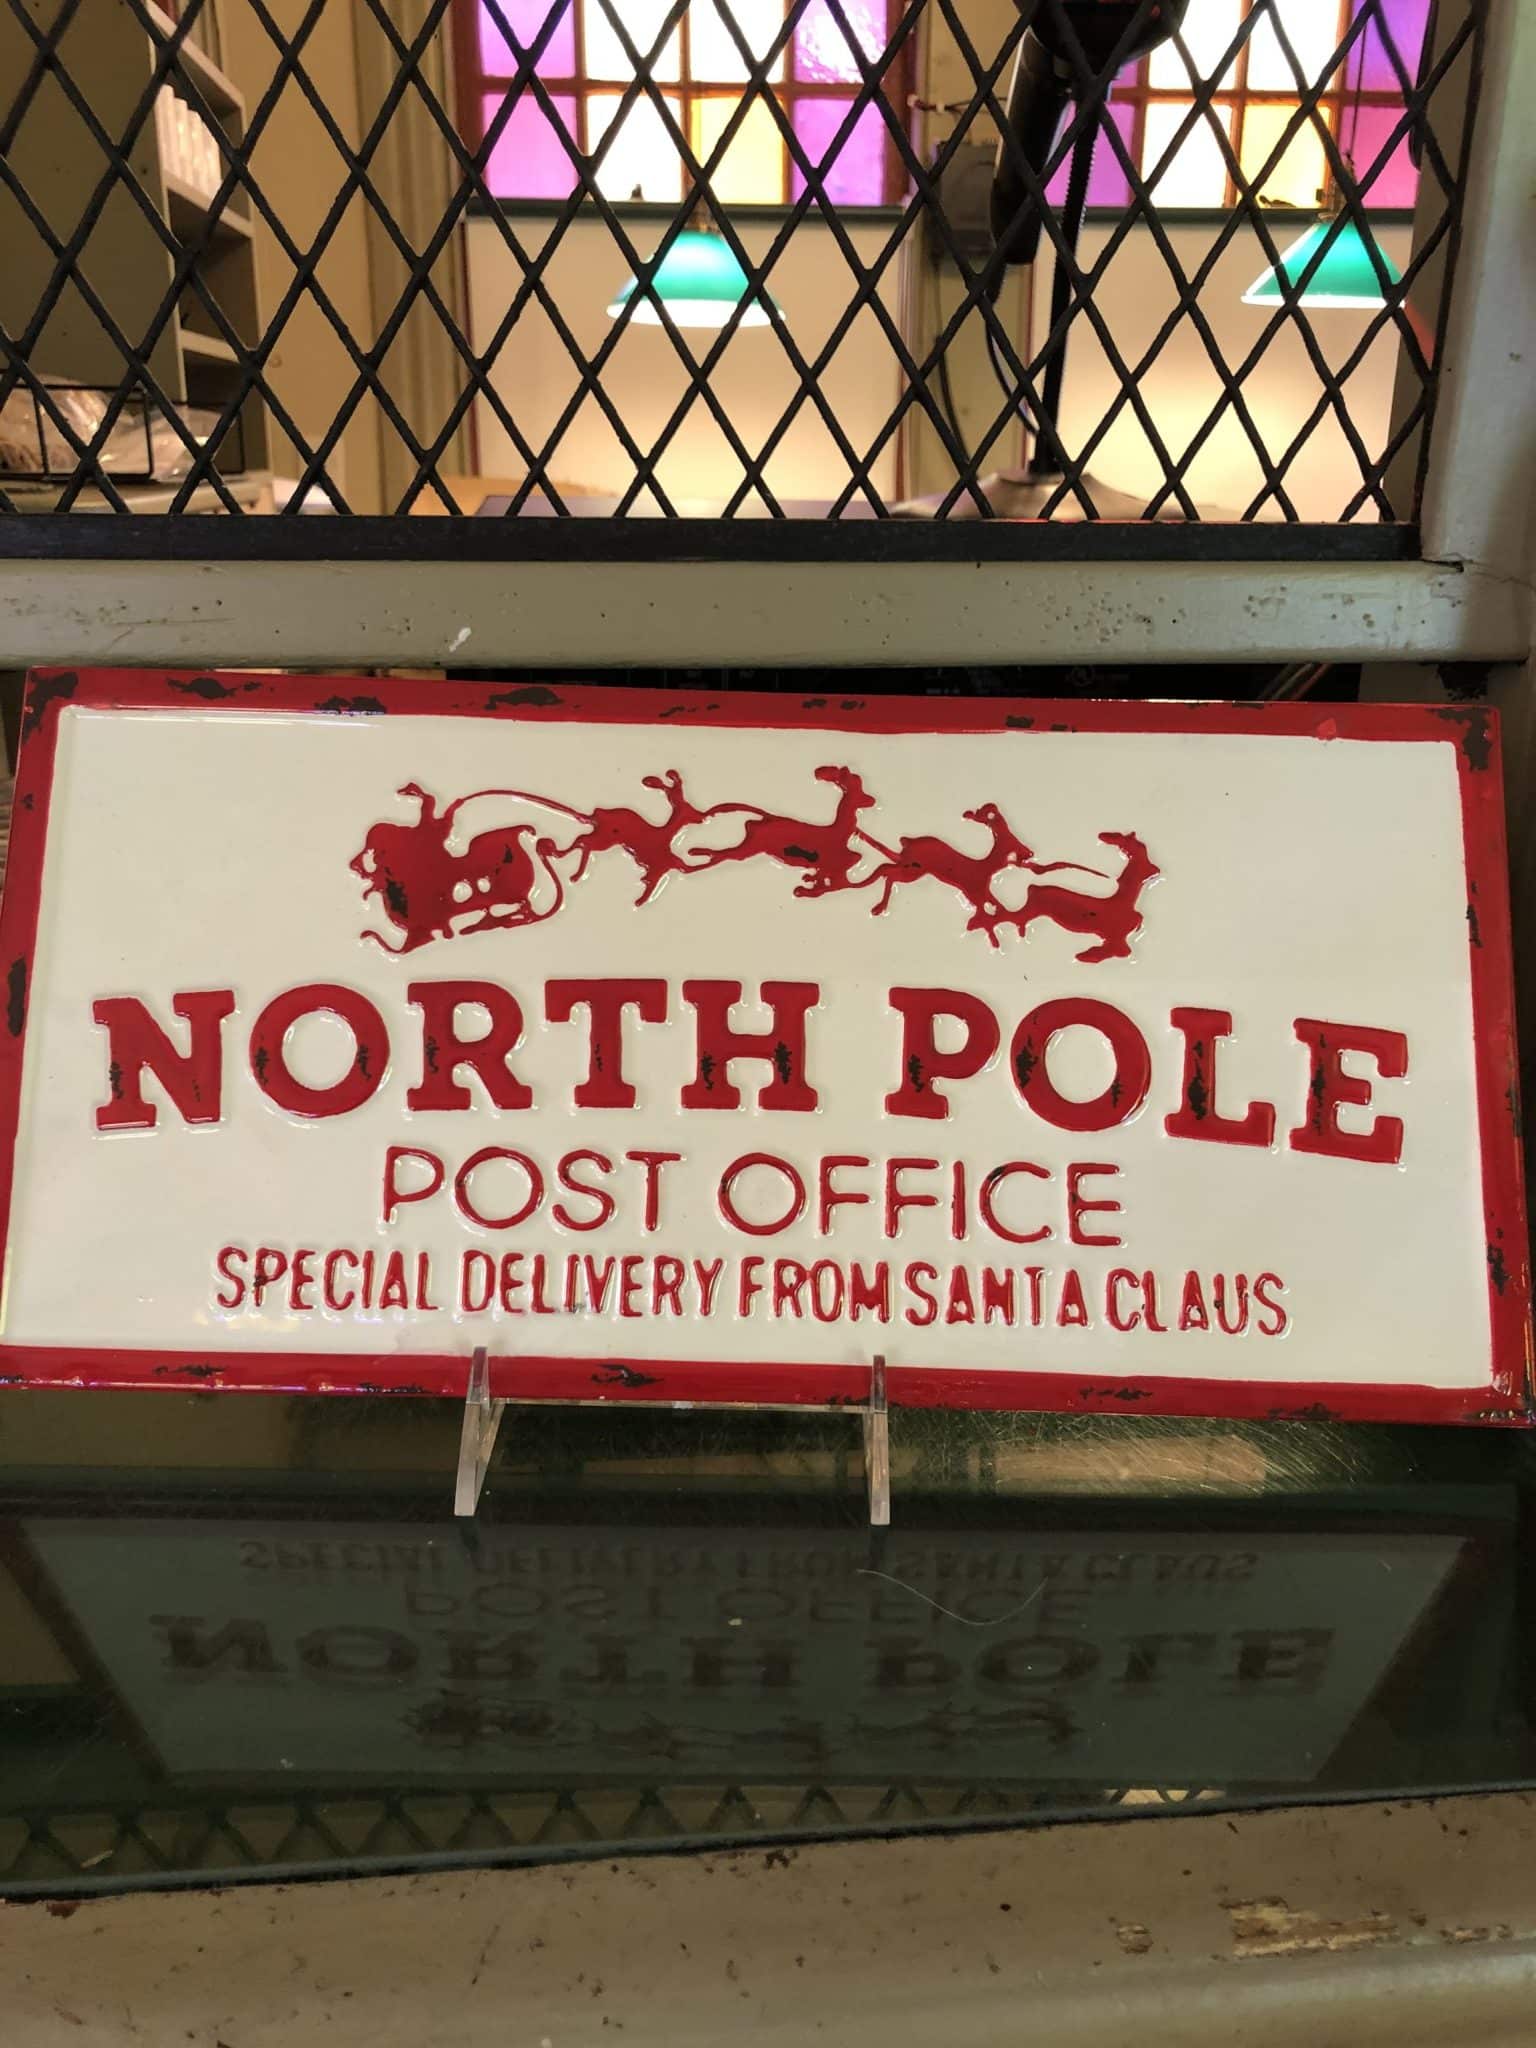 NORTH POLE
POST OFFICE
SPECIAL DELIVERY FROM SANTA CLAUS